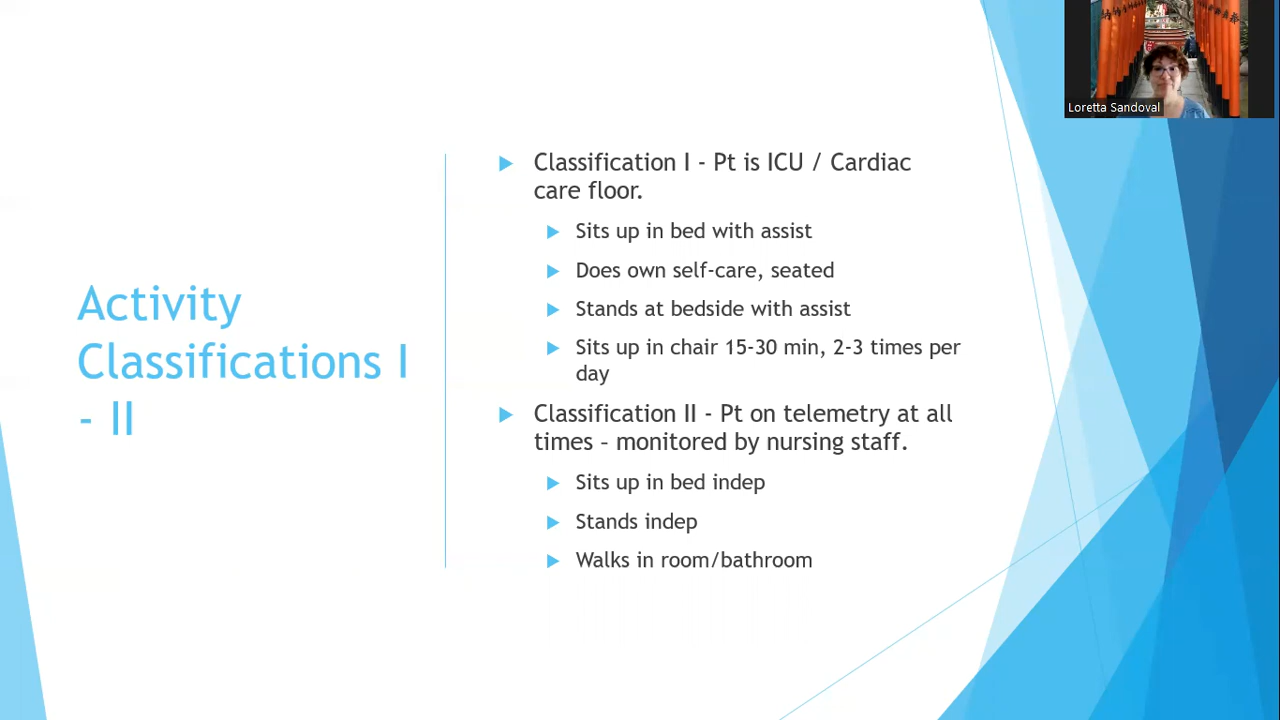 Loretta Sandoval
Activity
Classifications I
- II
Classification I - Pt is ICU / Cardiac
care floor.
Sits up in bed with assist
Does own self-care, seated
Stands at bedside with assist
Sits up in chair 15-30 min, 2-3 times per
day
Classification II - Pt on telemetry at all
times – monitored by nursing staff.
Sits up in bed indep
Stands indep
Walks in room/bathroom